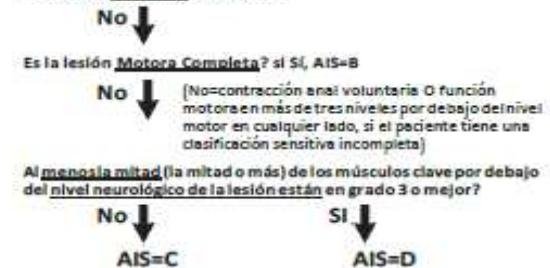 No
Es la lesión Motora Completa? si Sí, AIS=B
No
(No=contracción anal voluntaria O función
motora en más de tres niveles por debajo del nivel
motor en cualquier lado, si el paciente tiene una
clasificación sensitiva incompleta)
Al menos la mitad (la mitad o más) de los músculos clave por debajo
del nivel neurológico de la lesión están en grado 3 o mejor?
No SI
AIS=C AIS=D